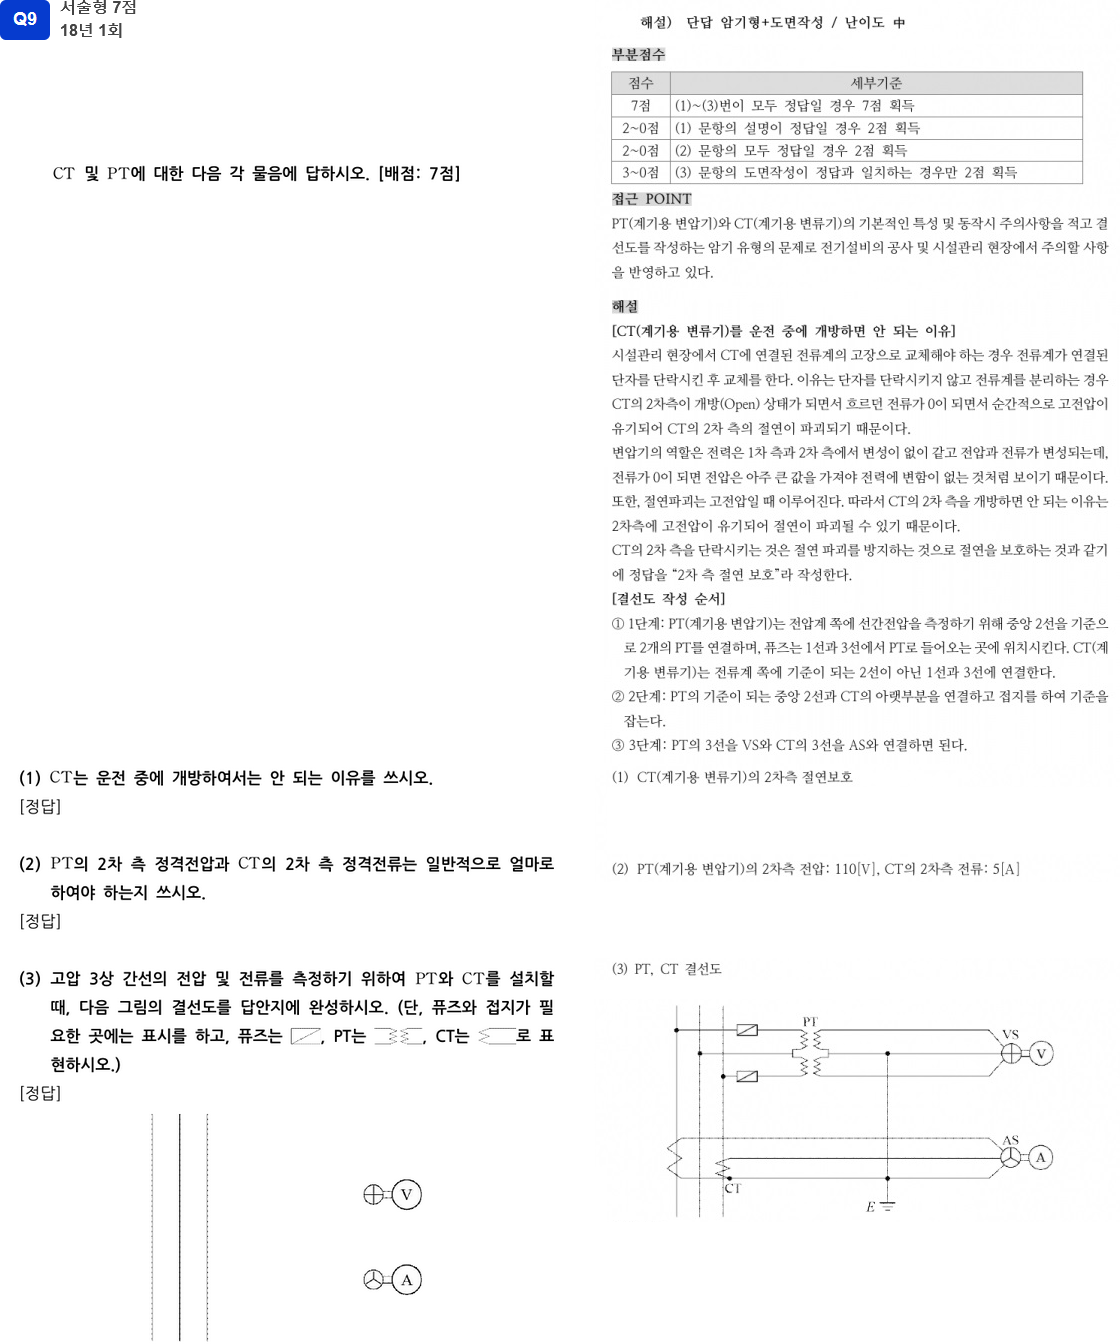 Q9
서술형 7점
18년 1회
CT 및 PT에 대한 다음 각 물음에 답하시오. [배점: 7점]
(1) CT는 운전 중에 개방하여서는 안 되는 이유를 쓰시오.
[정답]
(2) PT의 2차 측 정격전압과 CT의 2차 측 정격전류는 일반적으로 얼마로
하여야 하는지 쓰시오.
[정답]
(3) 고압 3상 간선의 전압 및 전류를 측정하기 위하여 PT와 CT를 설치할
때, 다음 그림의 결선도를 답안지에 완성하시오. (단, 퓨즈와 접지가 필
요한 곳에는 표시를 하고, 퓨즈는 , PT는 , CT는 로 표
현하시오.)
[정답]
V
A
해설) 단답 암기형+도면작성 / 난이도 中
부분점수
점수 세부기준
7점 (1)~(3)번이 모두 정답일 경우 7점 획득
2~0점 (1) 문항의 설명이 정답일 경우 2점 획득
2~0점 (2) 문항의 모두 정답일 경우 2점 획득
3~0점 (3) 문항의 도면작성이 정답과 일치하는 경우만 2점 획득
접근 POINT
PT(계기용 변압기)와 CT(계기용 변류기)의 기본적인 특성 및 동작시 주의사항을 적고 결
선도를 작성하는 암기 유형의 문제로 전기설비의 공사 및 시설관리 현장에서 주의할 사항
을 반영하고 있다.
해설
[CT(계기용 변류기)를 운전 중에 개방하면 안 되는 이유]
시설관리 현장에서 CT에 연결된 전류계의 고장으로 교체해야 하는 경우 전류계가 연결된
단자를 단락시킨 후 교체를 한다. 이유는 단자를 단락시키지 않고 전류계를 분리하는 경우
CT의 2차측이 개방(Open) 상태가 되면서 흐르던 전류가 0이 되면서 순간적으로 고전압이
유기되어 CT의 2차 측의 절연이 파괴되기 때문이다.
변압기의 역할은 전력은 1차 측과 2차 측에서 변성이 없이 같고 전압과 전류가 변성되는데,
전류가 0이 되면 전압은 아주 큰 값을 가져야 전력에 변함이 없는 것처럼 보이기 때문이다.
또한, 절연파괴는 고전압일 때 이루어진다. 따라서 CT의 2차 측을 개방하면 안 되는 이유는
2차측에 고전압이 유기되어 절연이 파괴될 수 있기 때문이다.
CT의 2차 측을 단락시키는 것은 절연 파괴를 방지하는 것으로 절연을 보호하는 것과 같기
에 정답을 “2차 측 절연 보호”라 작성한다.
[결선도 작성 순서]
① 1단계: PT(계기용 변압기)는 전압계 쪽에 선간전압을 측정하기 위해 중앙 2선을 기준으
로 2개의 PT를 연결하며, 퓨즈는 1선과 3선에서 PT로 들어오는 곳에 위치시킨다. CT(계
기용 변류기)는 전류계 쪽에 기준이 되는 2선이 아닌 1선과 3선에 연결한다.
② 2단계: PT의 기준이 되는 중앙 2선과 CT의 아랫부분을 연결하고 접지를 하여 기준을
잡는다.
③ 3단계: PT의 3선을 VS와 CT의 3선을 AS와 연결하면 된다.
(1) CT(계기용 변류기)의 2차측 절연보호
(2) PT(계기용 변압기)의 2차측 전압: 110[V], CT의 2차측 전류: 5[A]
(3) PT, CT 결선도
PT
VS
V
AS
A
CT
E